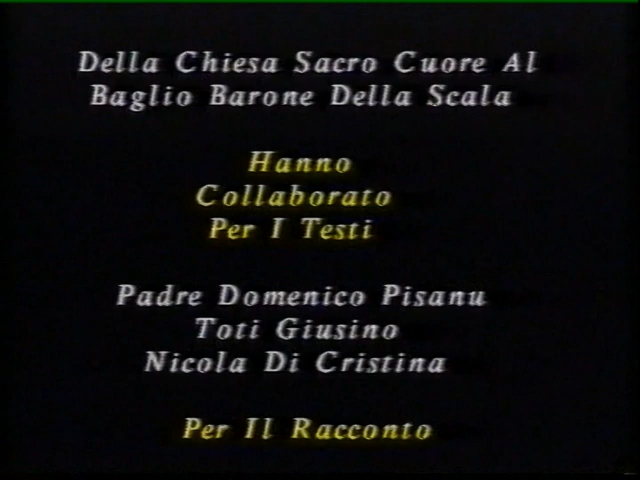 Della Chiesa Sacro Cuore Al
Baglio Barone Della Scala
Hanno
Collaborato
Per I Testi
Padre Domenico Pisanu
Toti Giusino
Nicola Di Cristina
Per Il Racconto